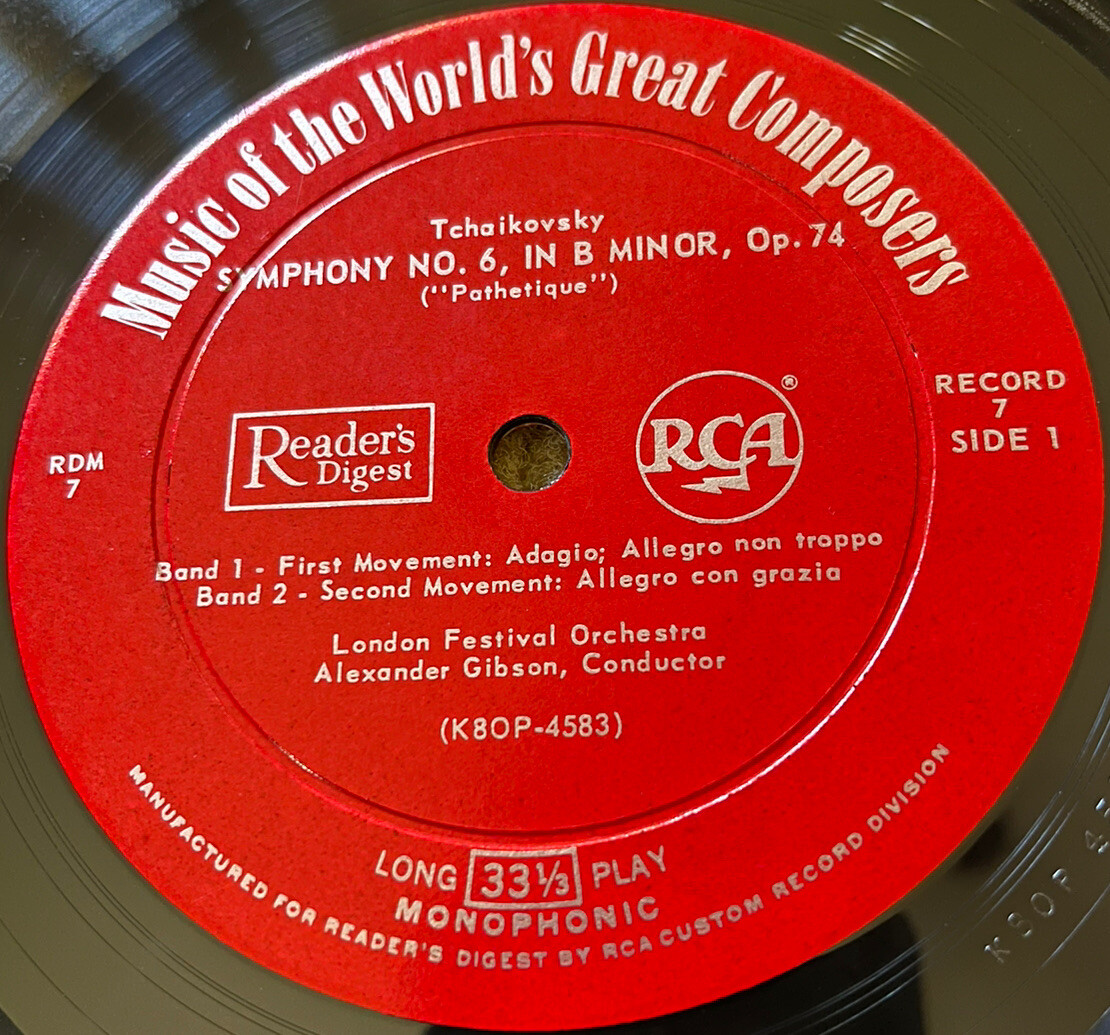 Music of the World's Great Composers
Tchaikovsky
SYMPHONY NO. 6, IN B MINOR, Op. 74
("Pathetique")
RECORD
7
SIDE 1
RDM
7
Reader's
Digest
RCA®
Band 1 - First Movement: Adagio; Allegro non troppo
Band 2 - Second Movement: Allegro con grazia
London Festival Orchestra
Alexander Gibson, Conductor
(K8OP-4583)
LONG 33⅓ PLAY
MONOPHONIC
MANUFACTURED FOR READER'S DIGEST BY RCA CUSTOM RECORD DIVISION
K8OP